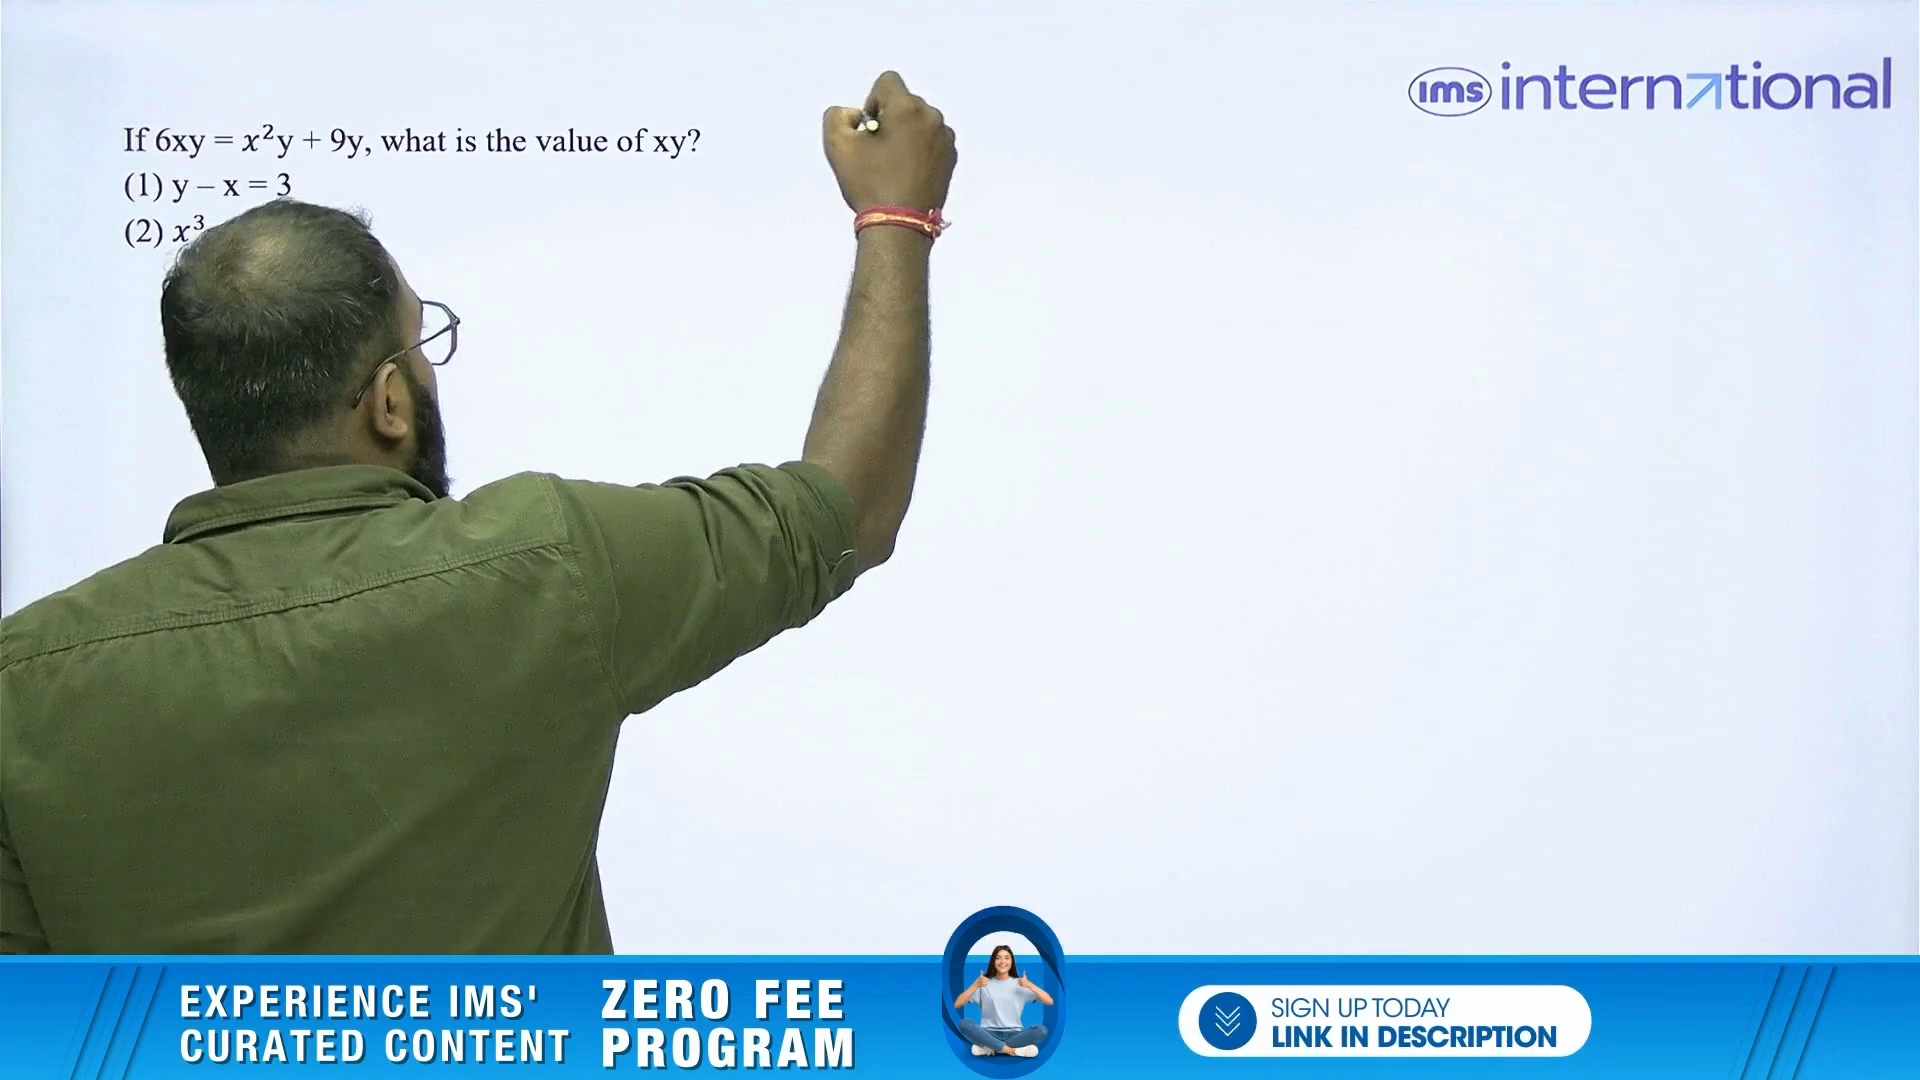 If 6xy = x²y + 9y, what is the value of xy?
(1) y – x = 3
(2) x³
ims international
EXPERIENCE IMS'
CURATED CONTENT
ZERO FEE
PROGRAM
SIGN UP TODAY
LINK IN DESCRIPTION